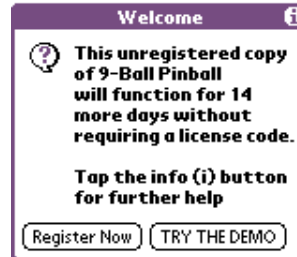 Welcome
This unregistered copy
of 9-Ball Pinball
will function for 14
more days without
requiring a license code.
Tap the info (i) button
for further help
Register Now TRY THE DEMO